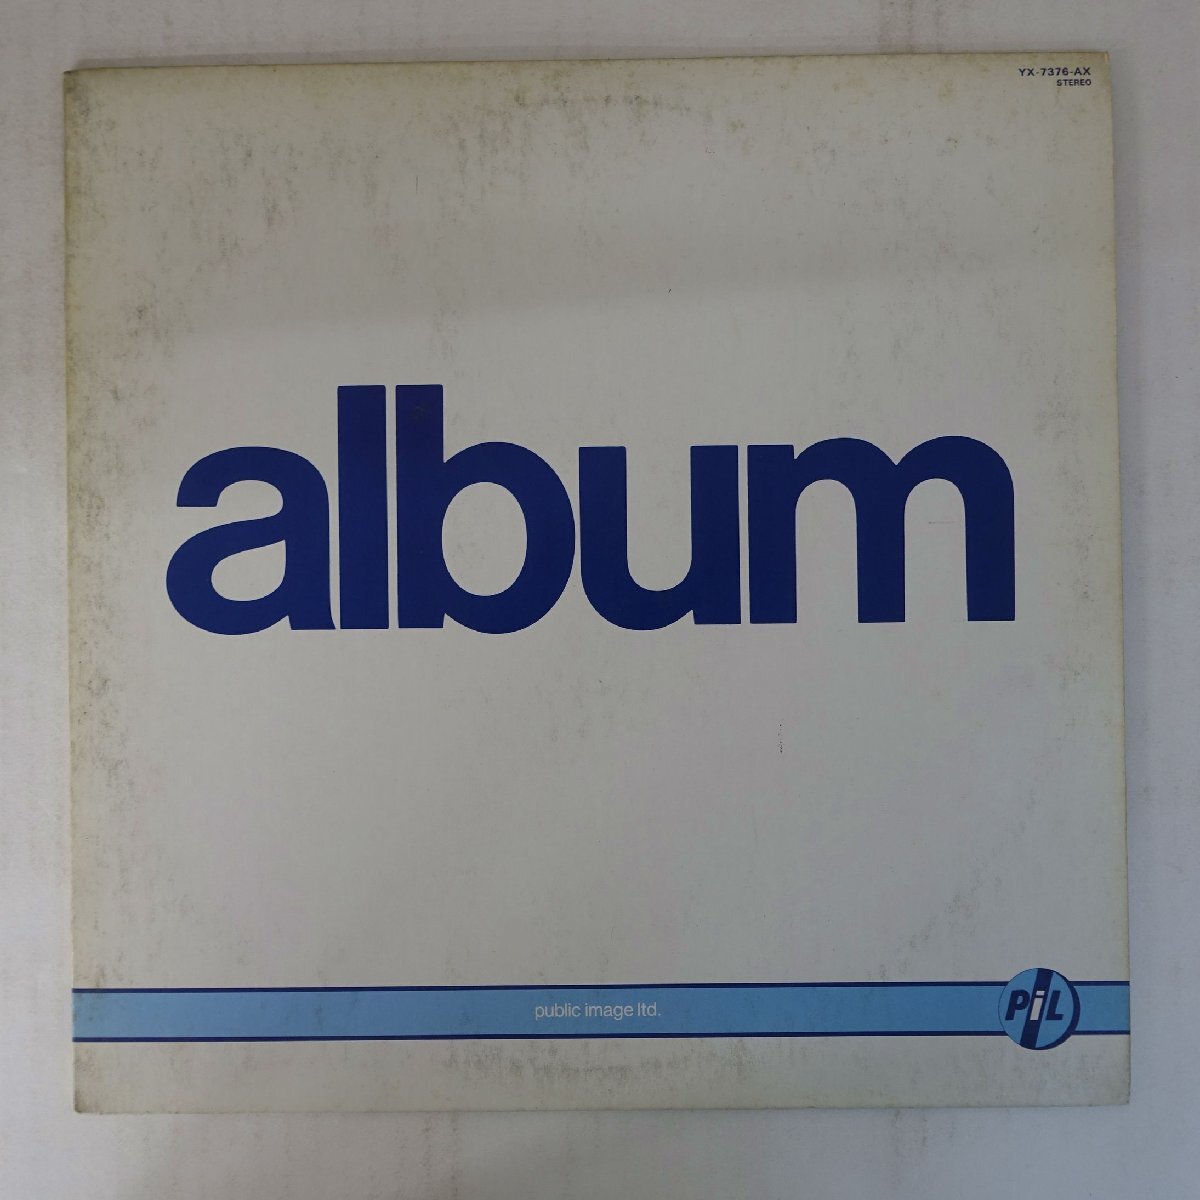 YX-7376-AX
STEREO
album
public image ltd.
PiL